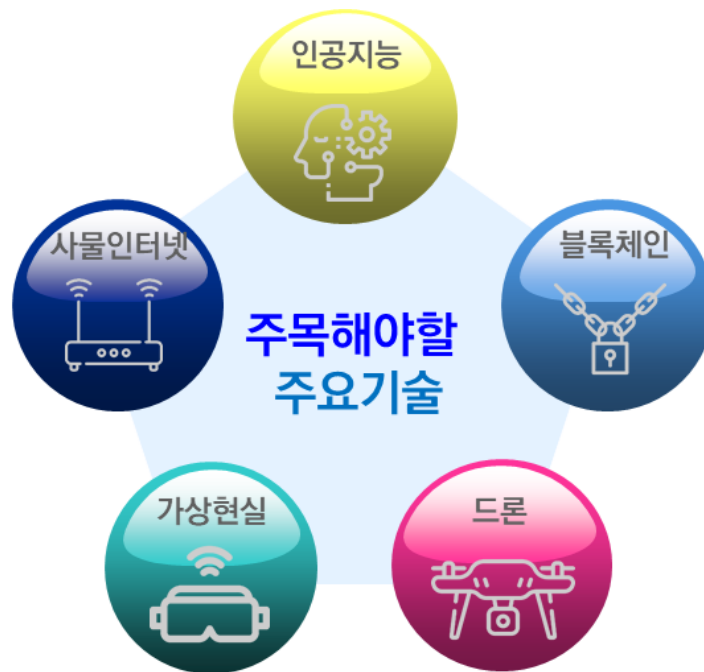 인공지능
사물인터넷
블록체인
주목해야할
주요기술
가상현실
드론